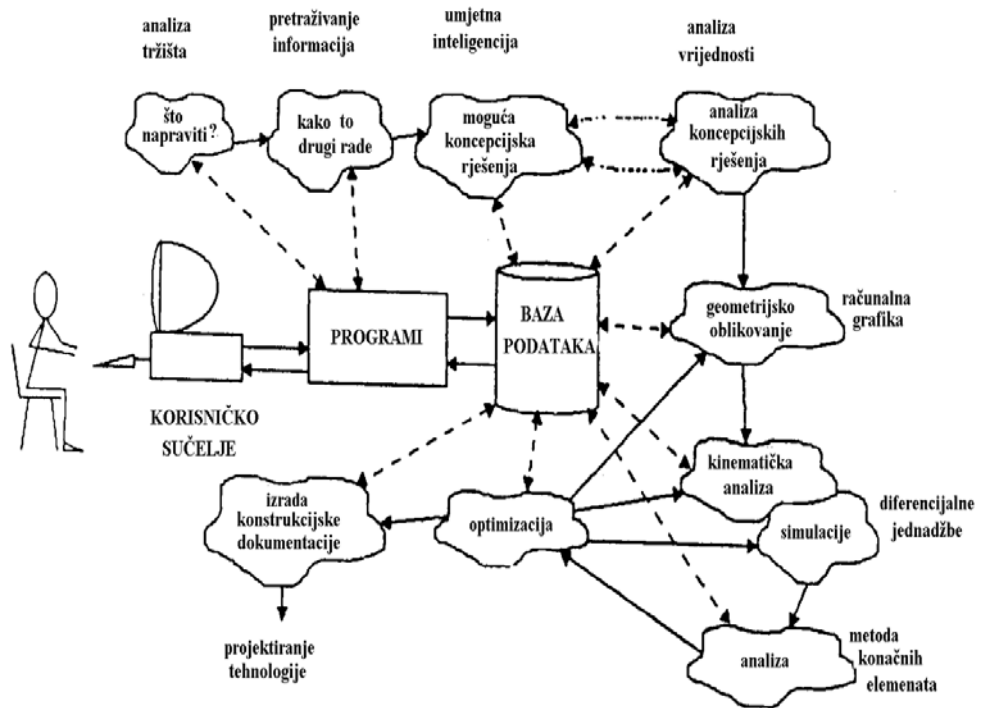 analiza
tržišta
pretraživanje
informacija
umjetna
inteligencija
analiza
vrijednosti
što
napraviti?
kako to
drugi rade
moguća
koncepcijska
rješenja
analiza
koncepcijskih
rješenja
PROGRAMI
BAZA
PODATAKA
geometrijsko
oblikovanje
računalna
grafika
KORISNIČKO
SUČELJE
kinematička
analiza
izrada
konstrukcijske
dokumentacije
optimizacija
simulacije
diferencijalne
jednadžbe
projektiranje
tehnologije
analiza
metoda
konačnih
elemenata